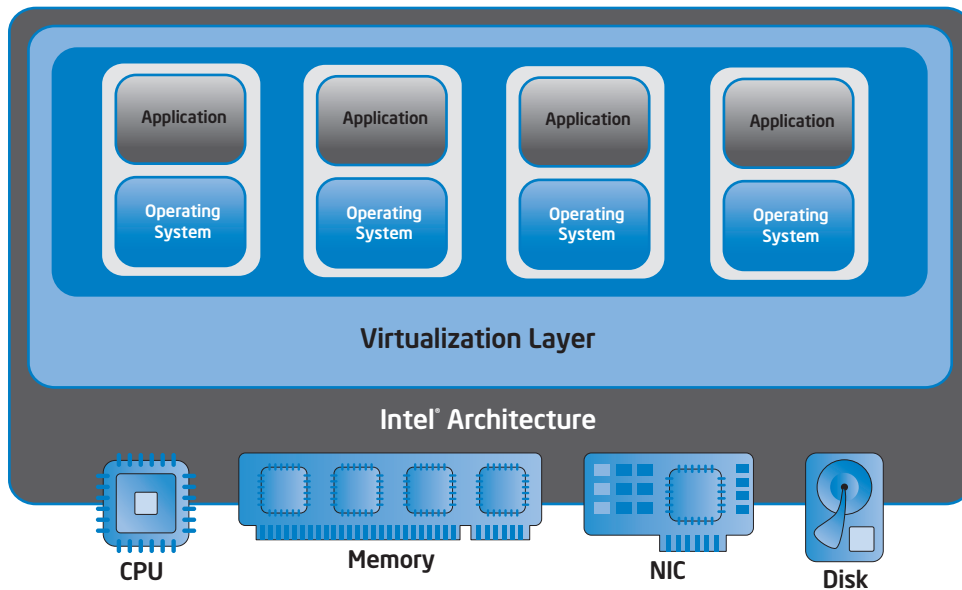 Application
Application
Application
Application
Operating
System
Operating
System
Operating
System
Operating
System
Virtualization Layer
Intel® Architecture
CPU
Memory
NIC
Disk